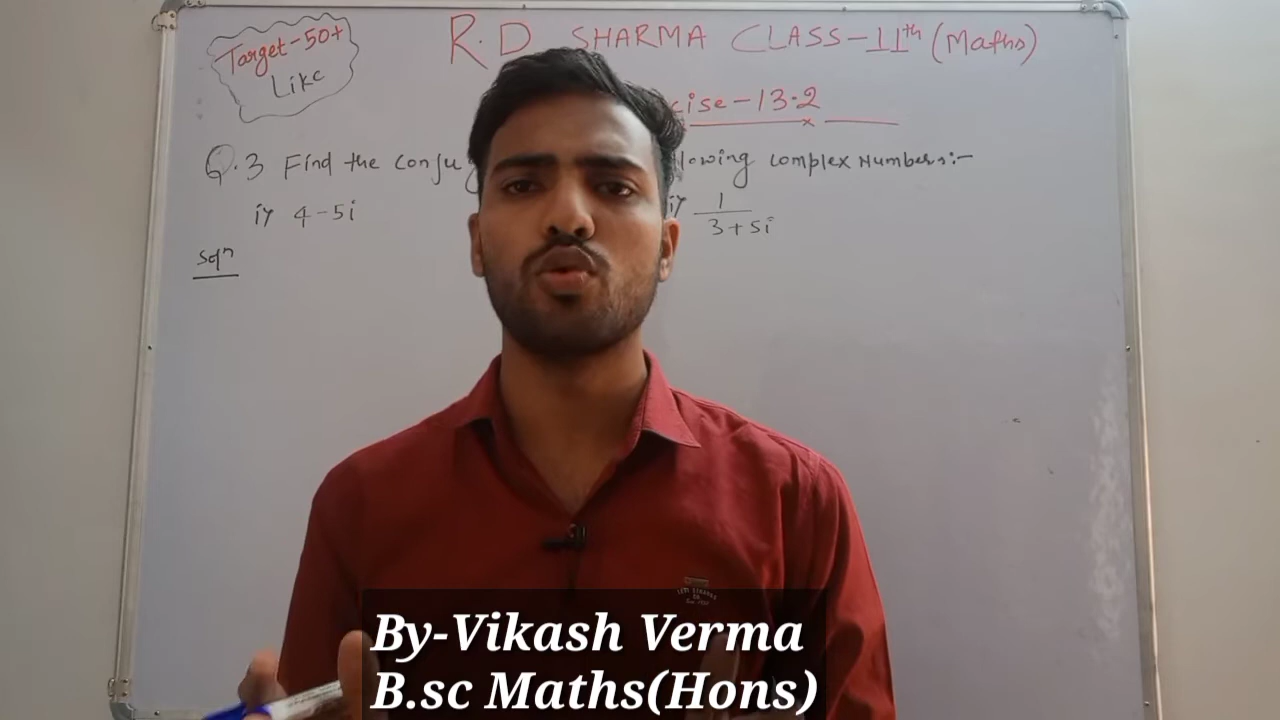 Target-50+
Like
R.D SHARMA CLASS-11th (Maths)
cise-13.2
Q.3 Find the Conju llowing complex Numbers:-
i) 4-5i
i) 1
3+5i
Sol^n
By-Vikash Verma
B.sc Maths(Hons)